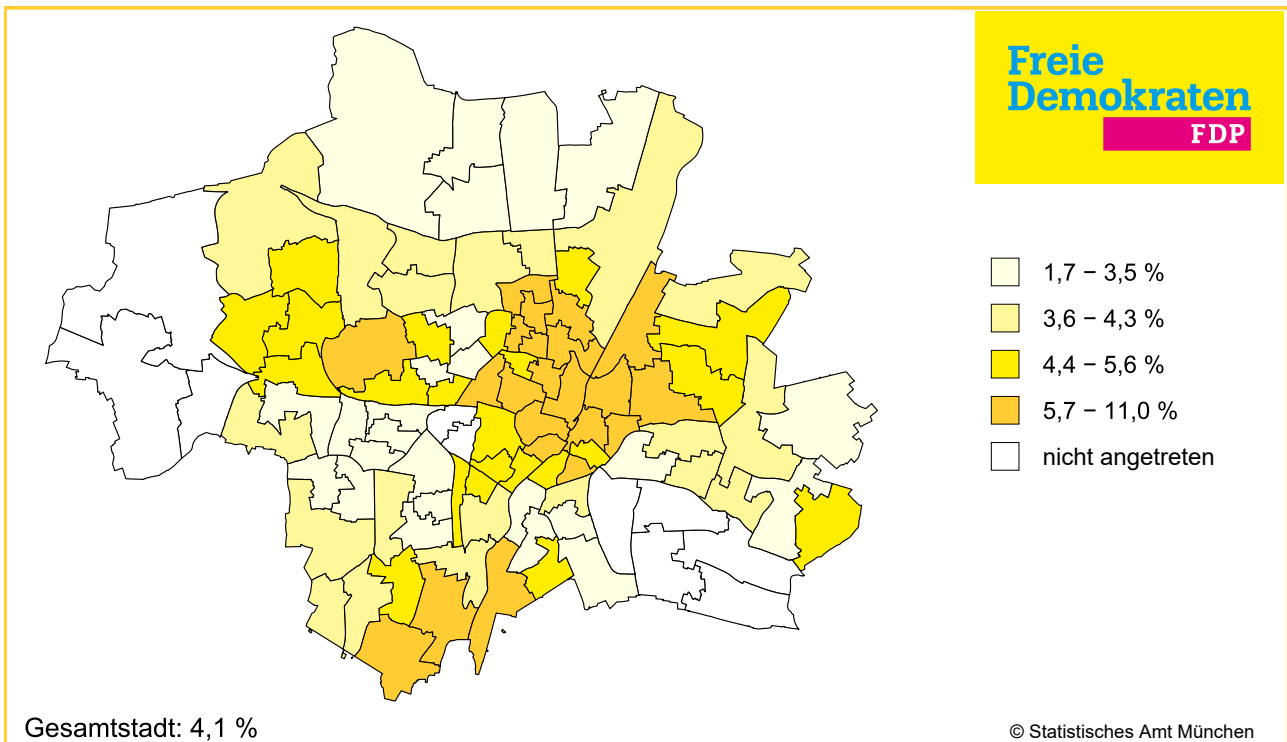 Freie
Demokraten
FDP
1,7 – 3,5 %
3,6 – 4,3 %
4,4 – 5,6 %
5,7 – 11,0 %
nicht angetreten
Gesamtstadt: 4,1 %
© Statistisches Amt München